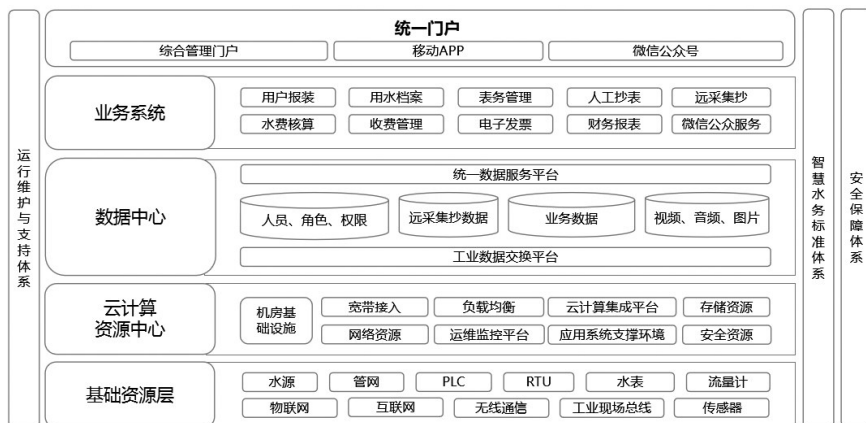 统一门户
综合管理门户 移动APP 微信公众号
业务系统
用户报装 用水档案 表务管理 人工抄表 远采集抄
水费核算 收费管理 电子发票 财务报表 微信公众服务
数据中心
统一数据服务平台
人员、角色、权限 远采集抄数据 业务数据 视频、音频、图片
工业数据交换平台
云计算
资源中心
机房基
础设施
宽带接入 负载均衡 云计算集成平台 存储资源
网络资源 运维监控平台 应用系统支撑环境 安全资源
基础资源层
水源 管网 PLC RTU 水表 流量计
物联网 互联网 无线通信 工业现场总线 传感器
运行维护与支持体系
智慧水务标准体系
安全保障体系